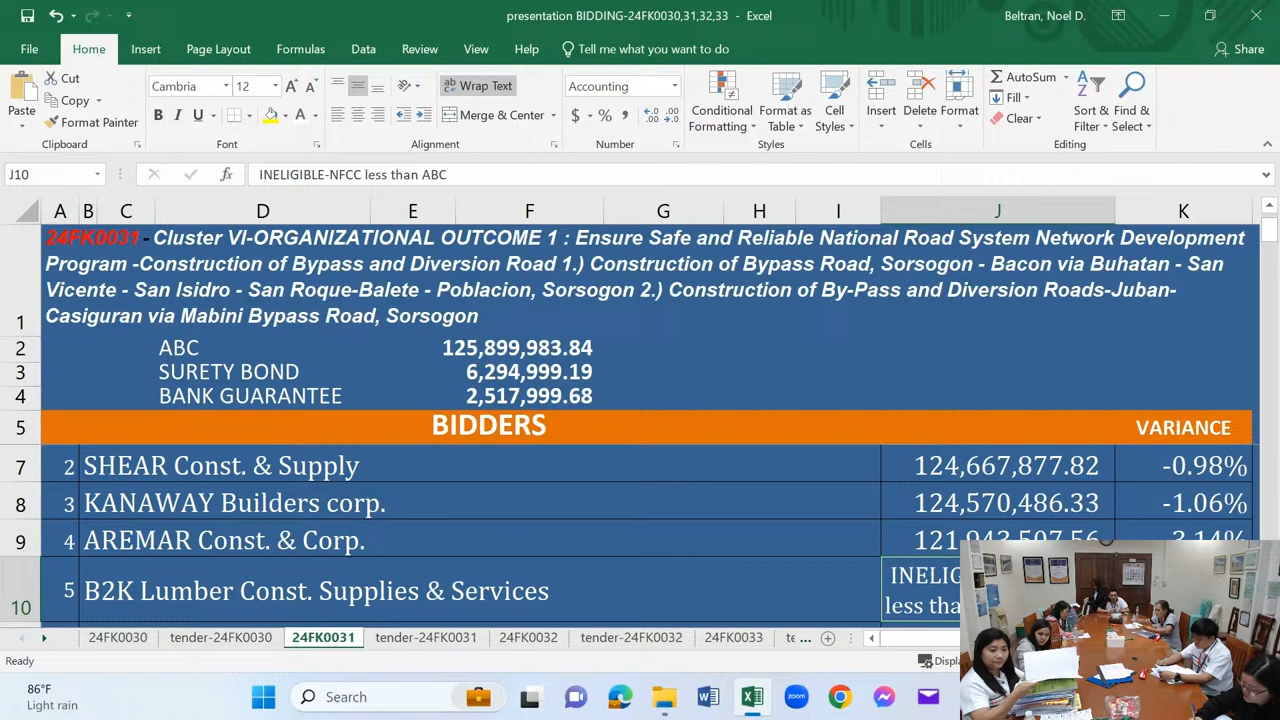 presentation BIDDING-24FK0030,31,32,33 - Excel
Beltran, Noel D.
File Home Insert Page Layout Formulas Data Review View Help Tell me what you want to do Share
Paste
Cut
Copy
Format Painter
Clipboard
Cambria 12
B I U
Font
Wrap Text
Merge & Center
Alignment
Accounting
$ % ,
Number
Conditional Formatting
Format as Table
Cell Styles
Styles
Insert
Delete
Format
Cells
AutoSum
Fill
Clear
Sort & Filter
Find & Select
Editing
J10 fx INELIGIBLE-NFCC less than ABC
A B C D E F G H I J K
24FK0031- Cluster VI-ORGANIZATIONAL OUTCOME 1 : Ensure Safe and Reliable National Road System Network Development
Program -Construction of Bypass and Diversion Road 1.) Construction of Bypass Road, Sorsogon - Bacon via Buhatan - San
Vicente - San Isidro - San Roque-Balete - Poblacion, Sorsogon 2.) Construction of By-Pass and Diversion Roads-Juban-
1 Casiguran via Mabini Bypass Road, Sorsogon
2 ABC 125,899,983.84
3 SURETY BOND 6,294,999.19
4 BANK GUARANTEE 2,517,999.68
5 BIDDERS VARIANCE
7 2 SHEAR Const. & Supply 124,667,877.82 -0.98%
8 3 KANAWAY Builders corp. 124,570,486.33 -1.06%
9 4 AREMAR Const. & Corp. 121,943,507.56 -3.14%
10 5 B2K Lumber Const. Supplies & Services
less
24FK0030 tender-24FK0030 24FK0031 tender-24FK0031 24FK0032 tender-24FK0032 24FK0033 te ...
Ready
86°F
Light rain
Search
zoom